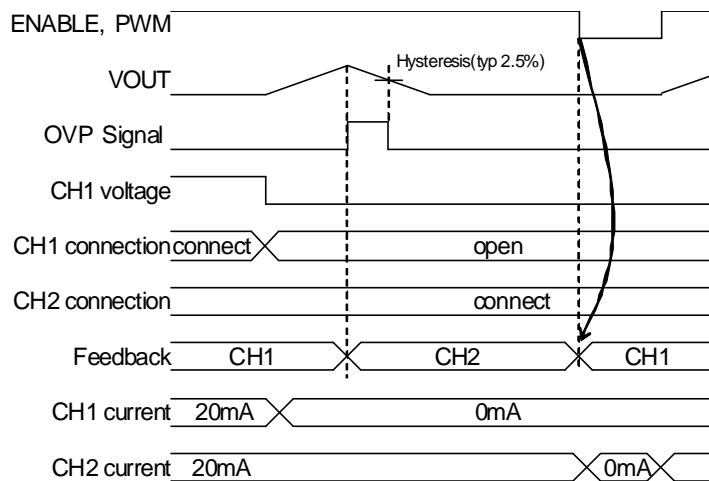 ENABLE, PWM
Hysteresis(typ 2.5%)
VOUT
OVP Signal
CH1 voltage
CH1 connection connect open
CH2 connection connect
Feedback CH1 CH2 CH1
CH1 current 20mA 0mA
CH2 current 20mA 0mA